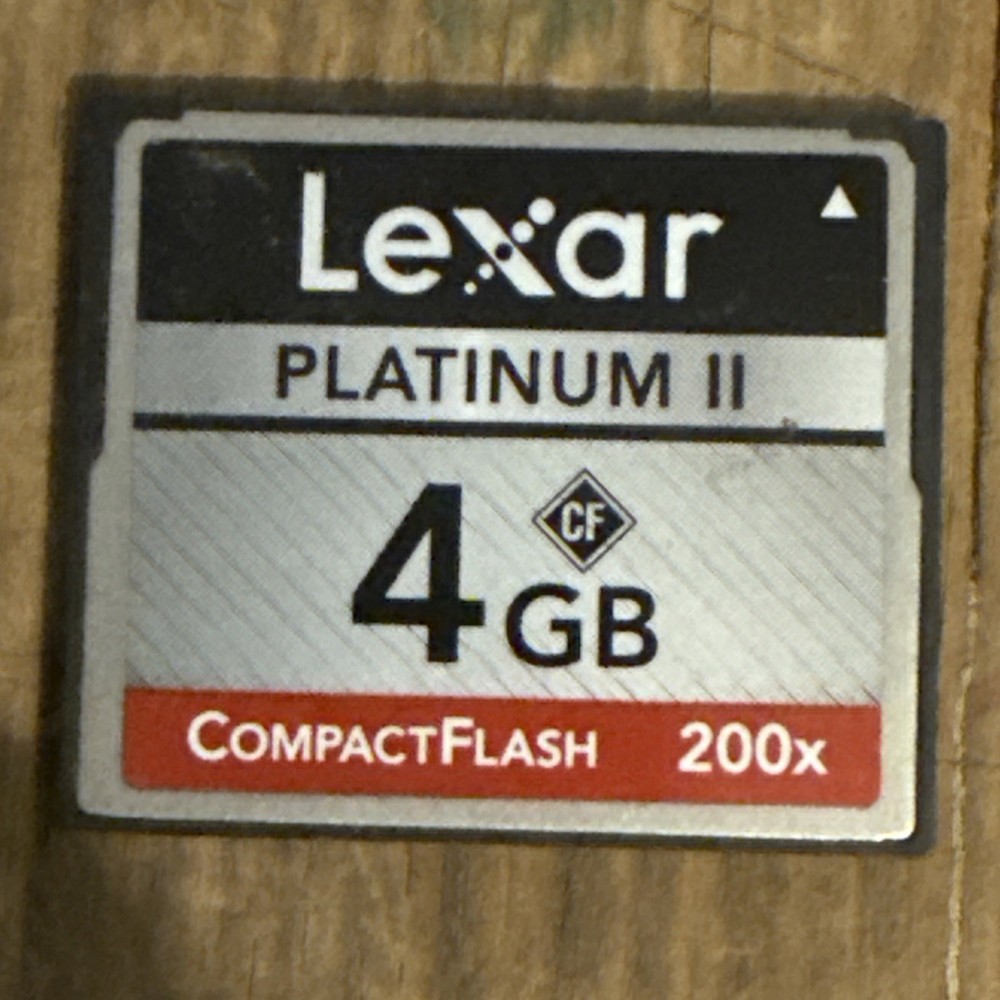 Lexar
PLATINUM II
CF
4 GB
COMPACTFLASH 200x